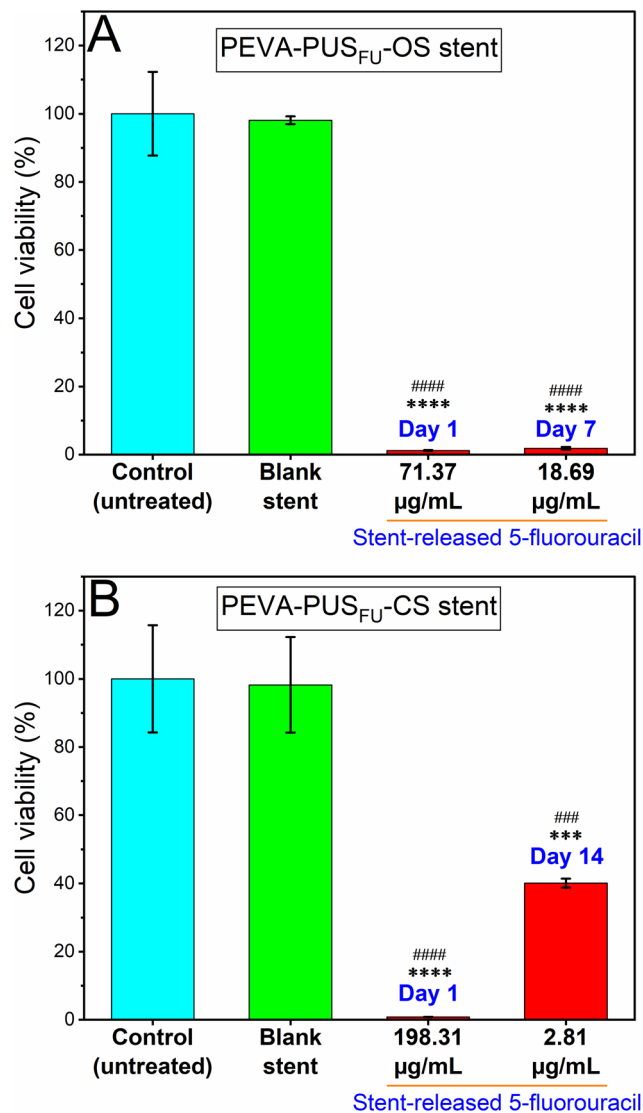 A
PEVA-PUSFU-OS stent
Cell viability (%)
120
100
80
60
40
20
0
####
****
Day 1
####
****
Day 7
Control
(untreated)
Blank
stent
71.37
µg/mL
18.69
µg/mL
Stent-released 5-fluorouracil
B
PEVA-PUSFU-CS stent
Cell viability (%)
120
100
80
60
40
20
0
####
****
Day 1
###
***
Day 14
Control
(untreated)
Blank
stent
198.31
µg/mL
2.81
µg/mL
Stent-released 5-fluorouracil